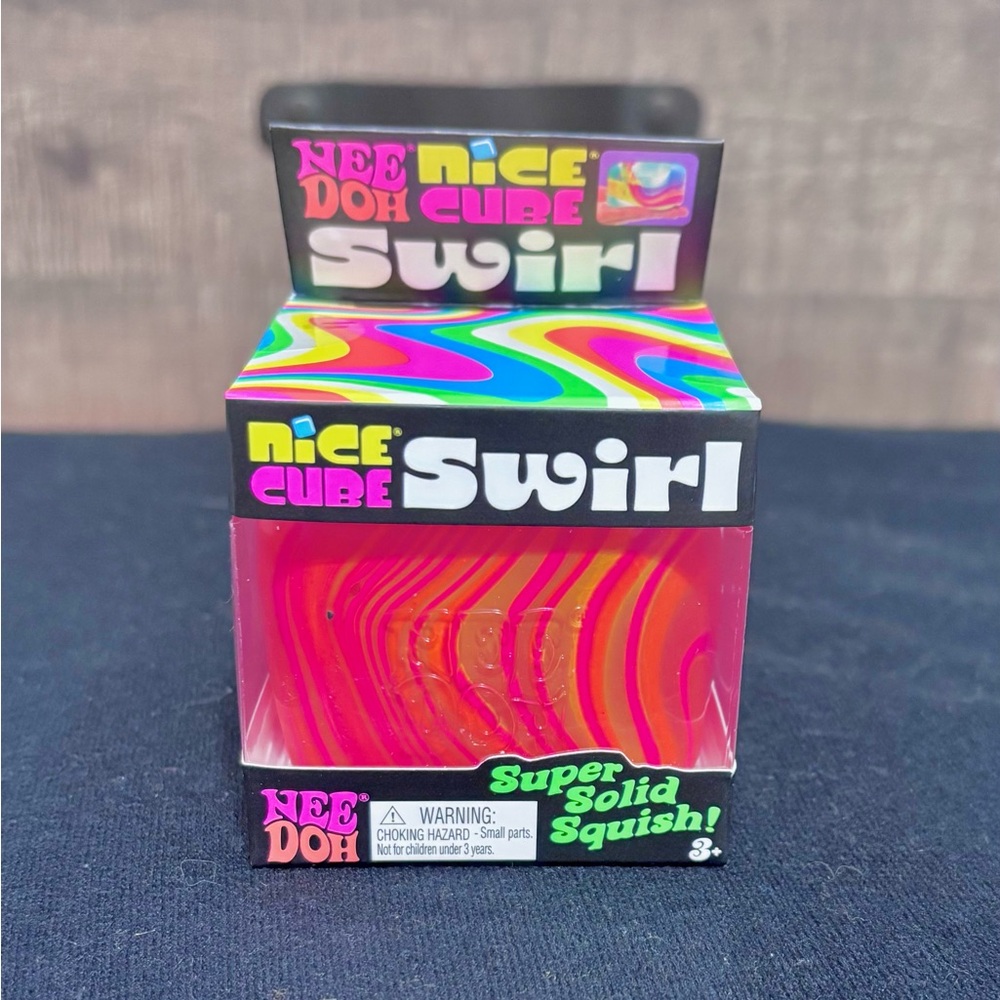 NEE DOH® NiCE CUBE®
Swirl
NiCE® CUBE Swirl
NEE DOH®
Super Solid Squish!
⚠ WARNING:
CHOKING HAZARD - Small parts.
Not for children under 3 years.
3+